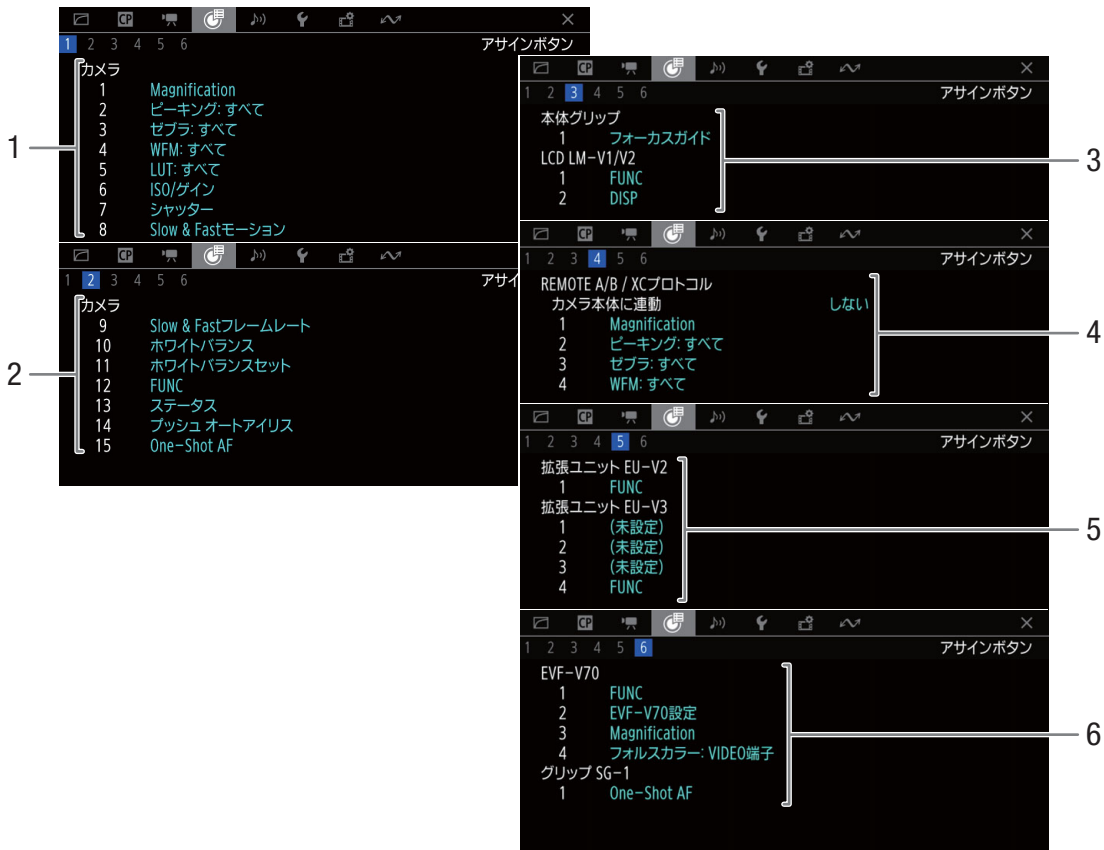 CP
1 2 3 4 5 6 アサインボタン
カメラ
1 Magnification
2 ピーキング: すべて
3 ゼブラ: すべて
4 WFM: すべて
5 LUT: すべて
6 ISO/ゲイン
7 シャッター
8 Slow & Fastモーション
1
CP
1 2 3 4 5 6 アサイ
カメラ
9 Slow & Fastフレームレート
10 ホワイトバランス
11 ホワイトバランスセット
12 FUNC
13 ステータス
14 プッシュ オートアイリス
15 One-Shot AF
2
CP
1 2 3 4 5 6 アサインボタン
本体グリップ
1 フォーカスガイド
LCD LM-V1/V2
1 FUNC
2 DISP
3
CP
1 2 3 4 5 6 アサインボタン
REMOTE A/B / XCプロトコル
カメラ本体に連動 しない
1 Magnification
2 ピーキング: すべて
3 ゼブラ: すべて
4 WFM: すべて
4
CP
1 2 3 4 5 6 アサインボタン
拡張ユニット EU-V2
1 FUNC
拡張ユニット EU-V3
1 (未設定)
2 (未設定)
3 (未設定)
4 FUNC
5
CP
1 2 3 4 5 6 アサインボタン
EVF-V70
1 FUNC
2 EVF-V70設定
3 Magnification
4 フォルスカラー: VIDEO端子
グリップ SG-1
1 One-Shot AF
6